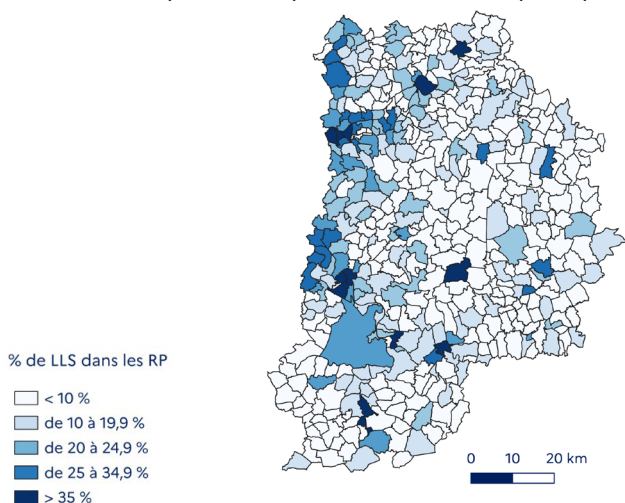 % de LLS dans les RP
< 10 %
de 10 à 19,9 %
de 20 à 24,9 %
de 25 à 34,9 %
> 35 %
0 10 20 km